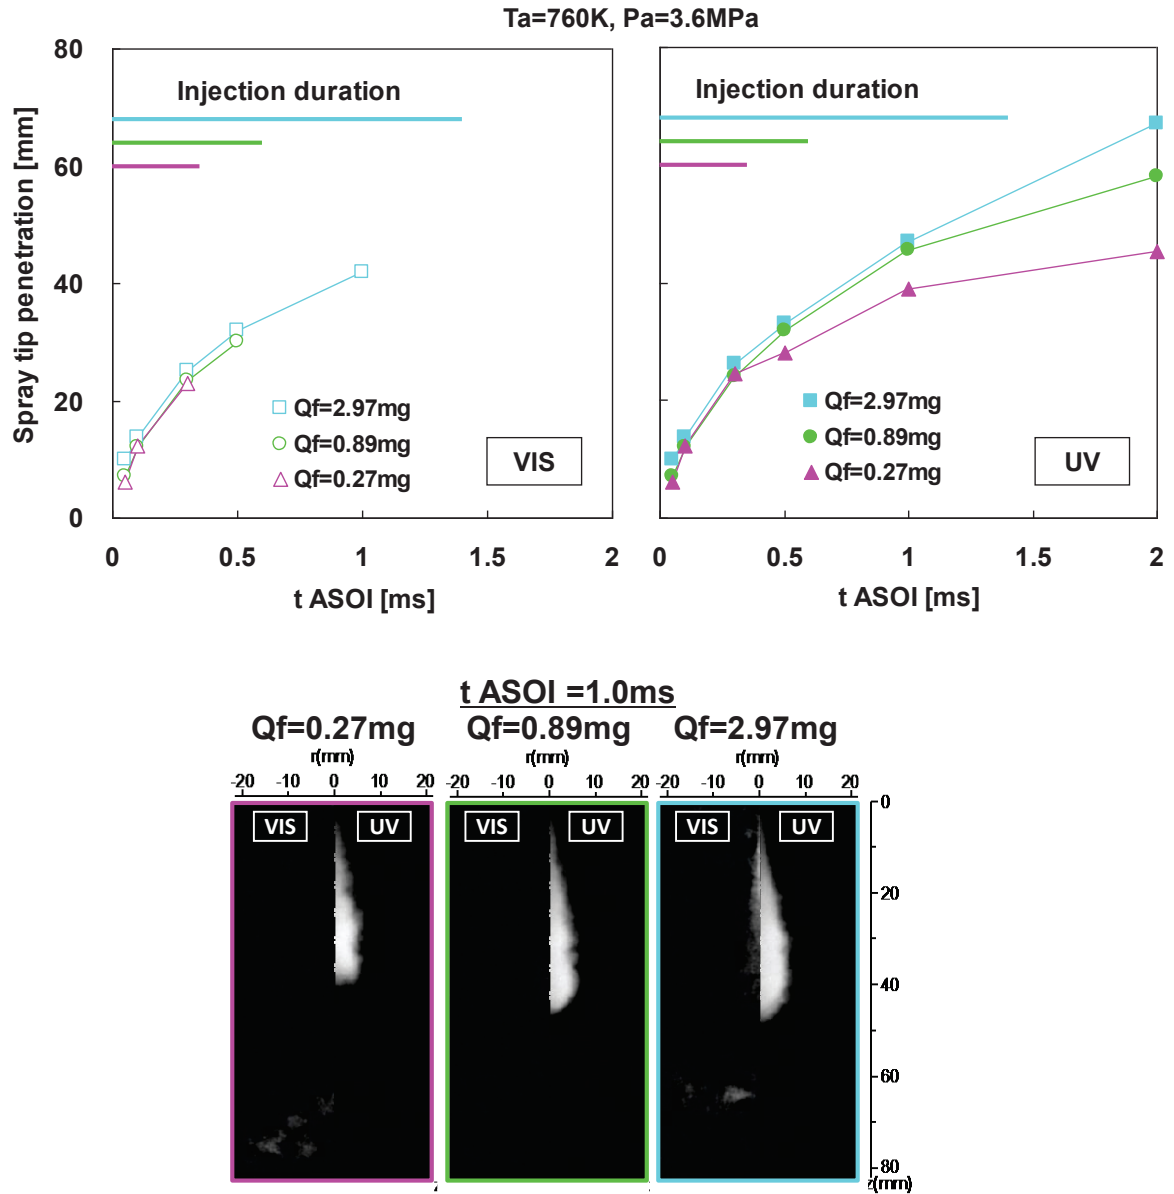 Ta=760K, Pa=3.6MPa
Spray tip penetration [mm]
80
60
40
20
0
Injection duration
Qf=2.97mg
Qf=0.89mg
Qf=0.27mg
VIS
0 0.5 1 1.5 2
t ASOI [ms]
Injection duration
Qf=2.97mg
Qf=0.89mg
Qf=0.27mg
UV
0 0.5 1 1.5 2
t ASOI [ms]
t ASOI =1.0ms
Qf=0.27mg Qf=0.89mg Qf=2.97mg
r(mm) r(mm) r(mm)
-20 -10 0 10 20 -20 -10 0 10 20 -20 -10 0 10 20
VIS UV VIS UV VIS UV
0
20
40
60
80
z(mm)